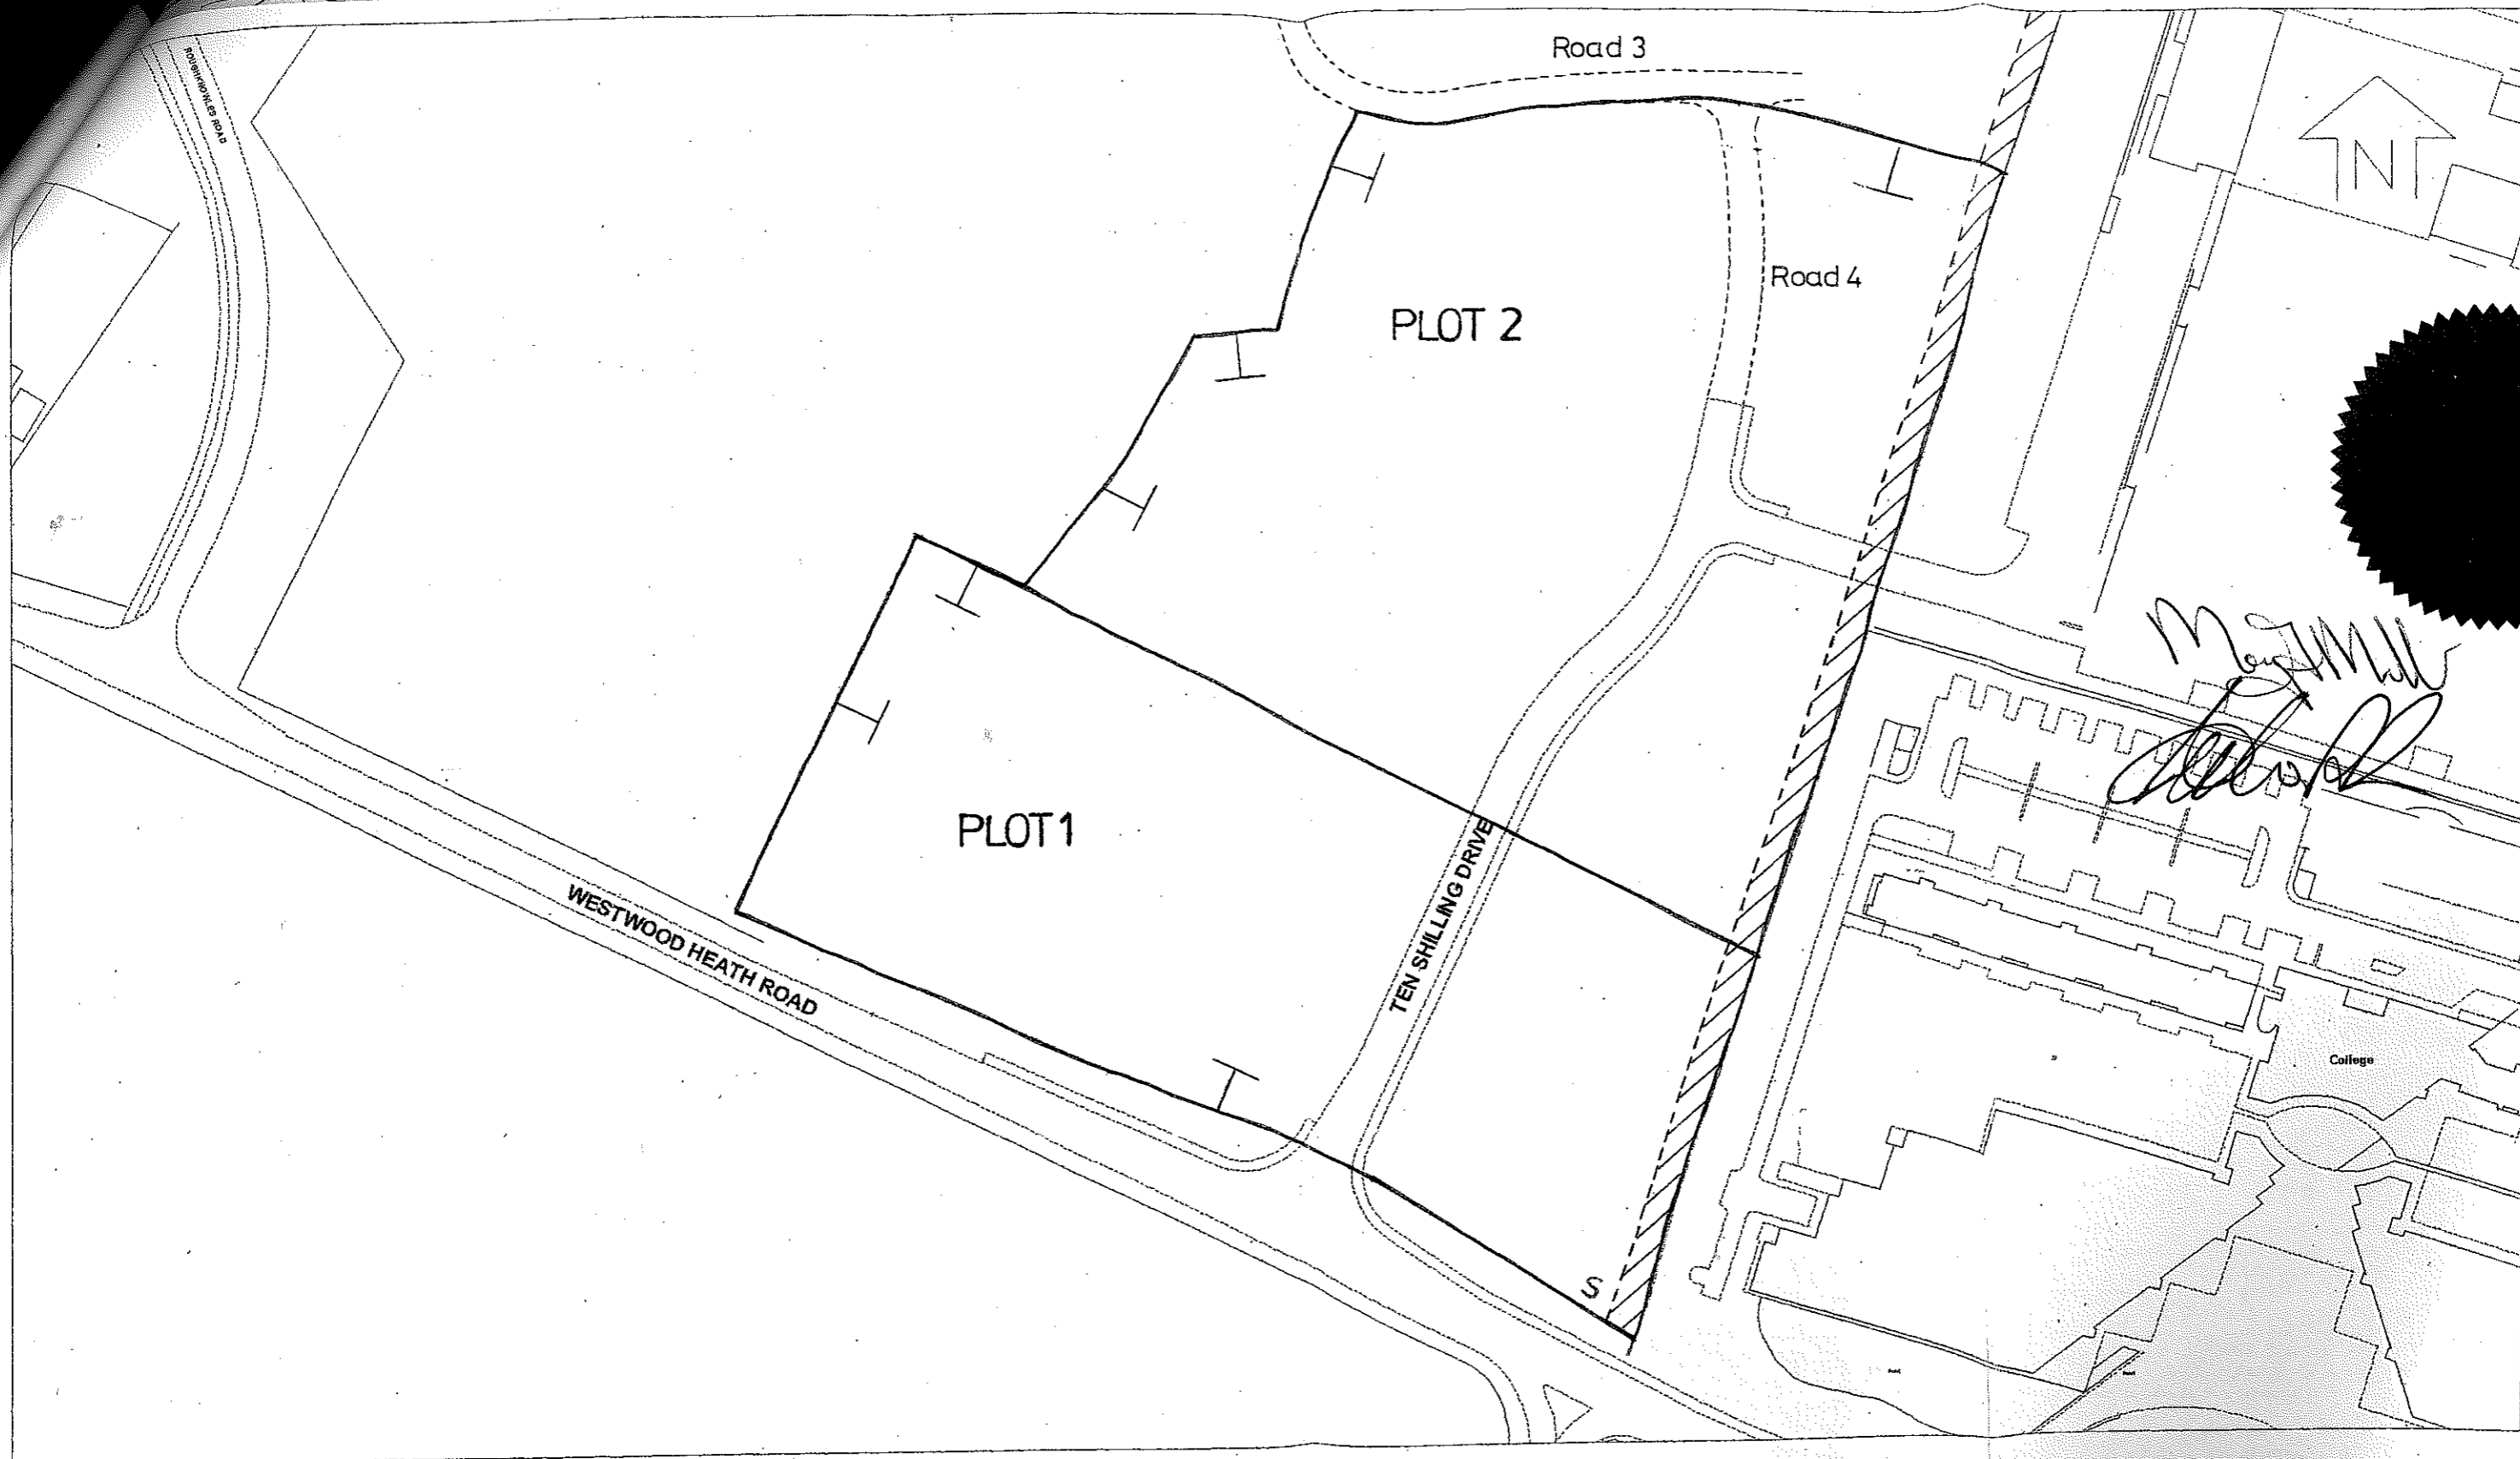 Road 3
ROUGHKNOWLES ROAD
N
Road 4
PLOT 2
PLOT 1
WESTWOOD HEATH ROAD
TEN SHILLING DRIVE
College
S